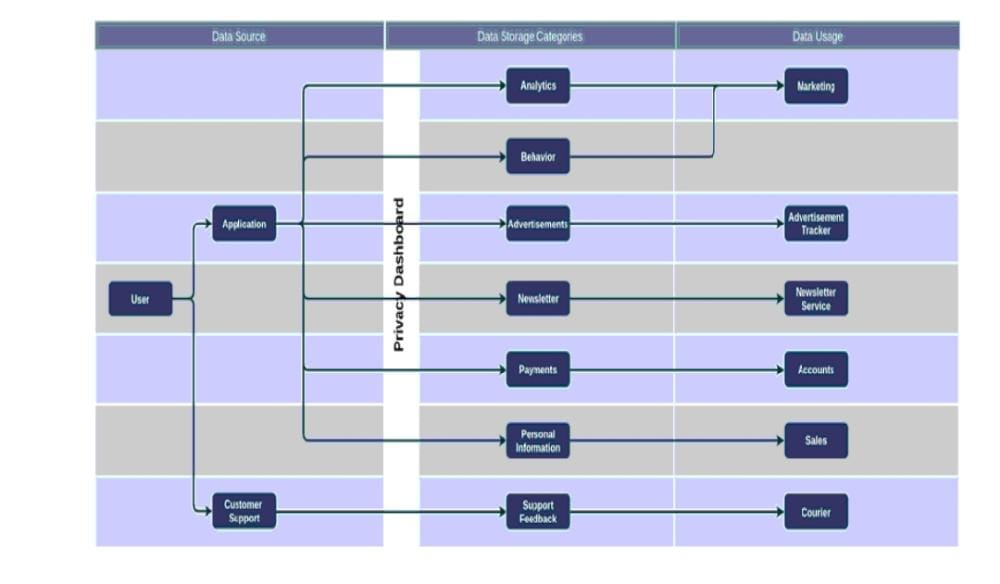 Data Source
Data Storage Categories
Data Usage
Analytics
Marketing
Behavior
Privacy Dashboard
Application
Advertisements
Advertisement
Tracker
User
Newsletter
Newsletter
Service
Payments
Accounts
Personal
Information
Sales
Customer
Support
Support
Feedback
Courier